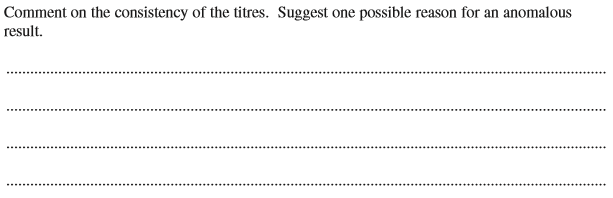 Comment on the consistency of the titres. Suggest one possible reason for an anomalous
result.